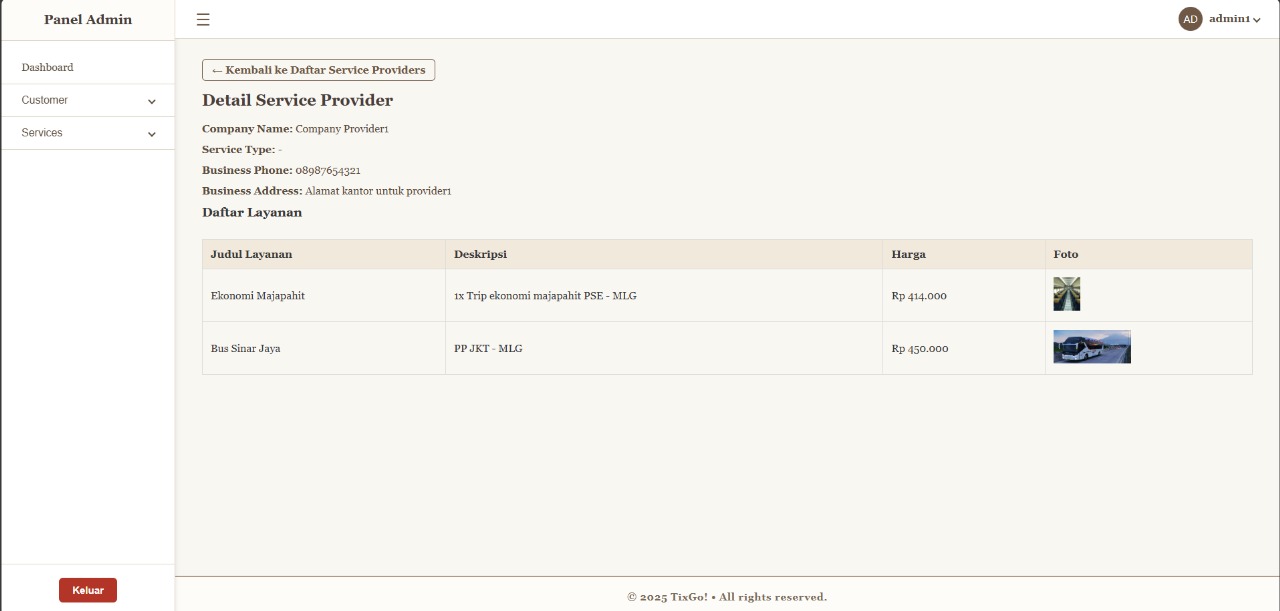 Panel Admin
☰
AD admin1
Dashboard
Customer
Services
← Kembali ke Daftar Service Providers
Detail Service Provider
Company Name: Company Provider1
Service Type: -
Business Phone: 08987654321
Business Address: Alamat kantor untuk provider1
Daftar Layanan
Judul Layanan Deskripsi Harga Foto
Ekonomi Majapahit 1x Trip ekonomi majapahit PSE - MLG Rp 414.000
Bus Sinar Jaya PP JKT - MLG Rp 450.000
Keluar
© 2025 TixGo! • All rights reserved.